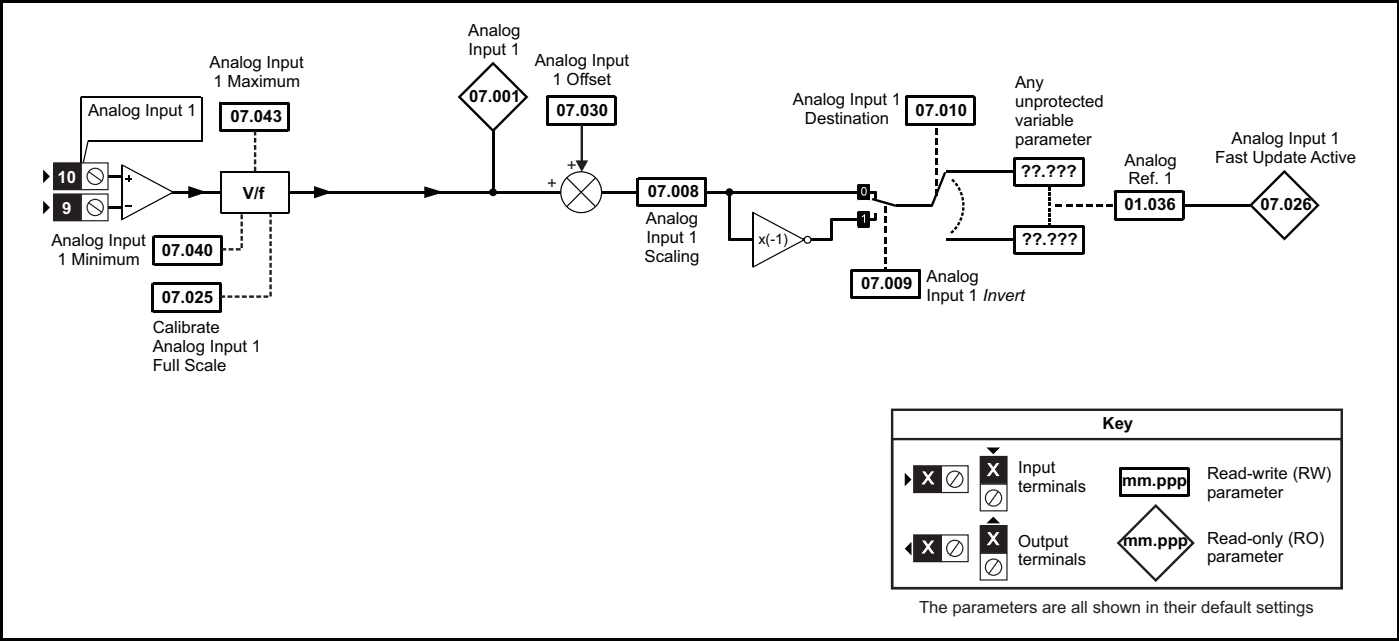 Analog
Input 1
07.001
Analog Input
1 Maximum
07.043
Analog Input 1
10
9
+
−
V/f
Analog Input
1 Minimum
07.040
07.025
Calibrate
Analog Input 1
Full Scale
Analog Input
1 Offset
07.030
+
+
07.008
Analog
Input 1
Scaling
x(-1)
0
1
Analog Input 1
Destination
07.010
07.009
Analog
Input 1 Invert
Any
unprotected
variable
parameter
??.???
??.???
Analog
Ref. 1
01.036
Analog Input 1
Fast Update Active
07.026
Key
X
X
Input
terminals
mm.ppp
Read-write (RW)
parameter
X
X
Output
terminals
mm.ppp
Read-only (RO)
parameter
The parameters are all shown in their default settings